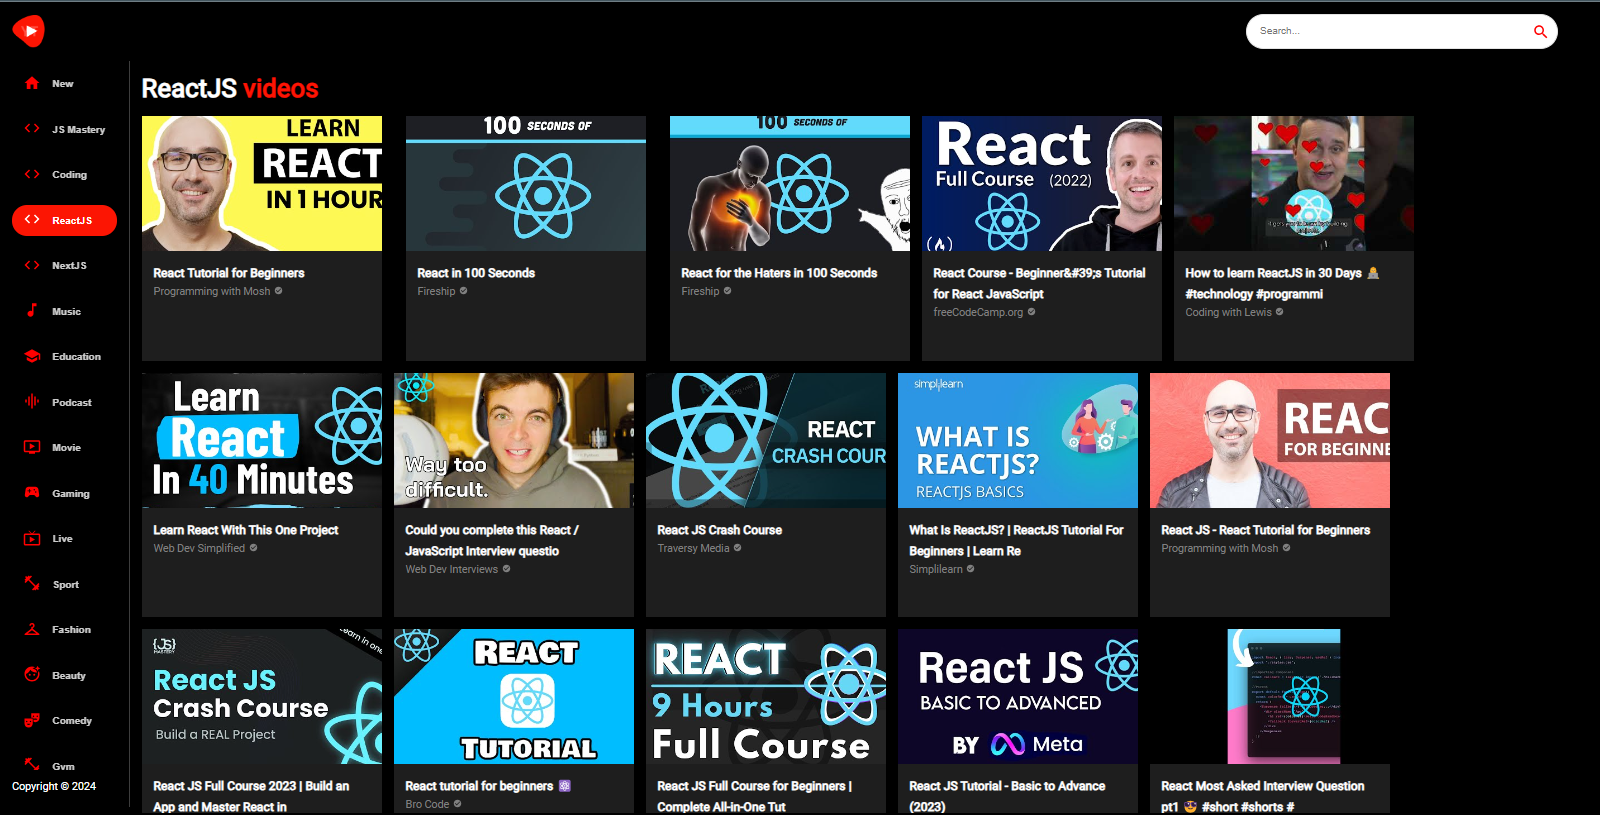 Search...
New
JS Mastery
Coding
ReactJS
NextJS
Music
Education
Podcast
Movie
Gaming
Live
Sport
Fashion
Beauty
Comedy
Gym
Copyright © 2024
ReactJS videos
LEARN
REACT
IN 1 HOUR
React Tutorial for Beginners
Programming with Mosh
100 SECONDS OF
React in 100 Seconds
Fireship
100 SECONDS OF
React for the Haters in 100 Seconds
Fireship
React
Full Course (2022)
React Course - Beginner&#39;s Tutorial
for React JavaScript
freeCodeCamp.org
How to learn ReactJS in 30 Days
#technology #programmi
Coding with Lewis
Learn
React
In 40 Minutes
Learn React With This One Project
Web Dev Simplified
Way too
difficult.
Could you complete this React /
JavaScript Interview questio
Web Dev Interviews
REACT
CRASH COUR
React JS Crash Course
Traversy Media
simplilearn
WHAT IS
REACTJS?
REACTJS BASICS
What Is ReactJS? | ReactJS Tutorial For
Beginners | Learn Re
Simplilearn
REAC
FOR BEGINNE
React JS - React Tutorial for Beginners
Programming with Mosh
{JS}
MASTERY
Learn in one
React JS
Crash Course
Build a REAL Project
React JS Full Course 2023 | Build an
App and Master React in
REACT
TUTORIAL
React tutorial for beginners
Bro Code
REACT
9 Hours
Full Course
React JS Full Course for Beginners |
Complete All-in-One Tut
React JS
BASIC TO ADVANCED
BY Meta
React JS Tutorial - Basic to Advance
(2023)
React Most Asked Interview Question
pt1 #short #shorts #